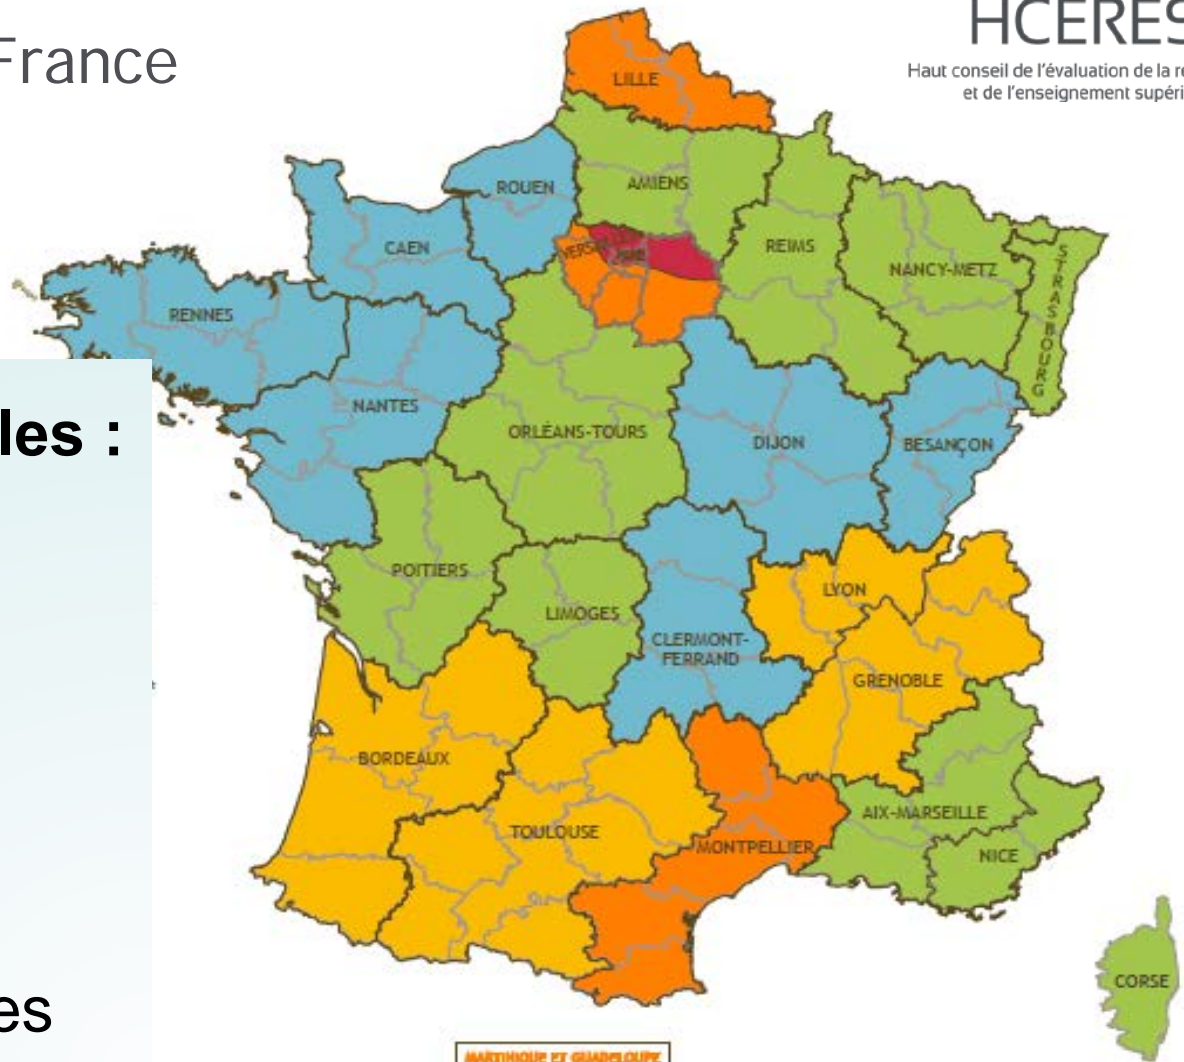 France
HCERES
Haut conseil de l'évaluation de la re
et de l'enseignement supéri
LILLE
ROUEN
AMIENS
CAEN
REIMS
NANCY-METZ
STRASBOURG
RENNES
les :
NANTES
ORLÉANS-TOURS
DIJON
BESANÇON
POITIERS
LIMOGES
LYON
CLERMONT-
FERRAND
GRENOBLE
BORDEAUX
TOULOUSE
AIX-MARSEILLE
MONTPELLIER
NICE
CORSE
es
MARTINIQUE ET GUADELOUPE